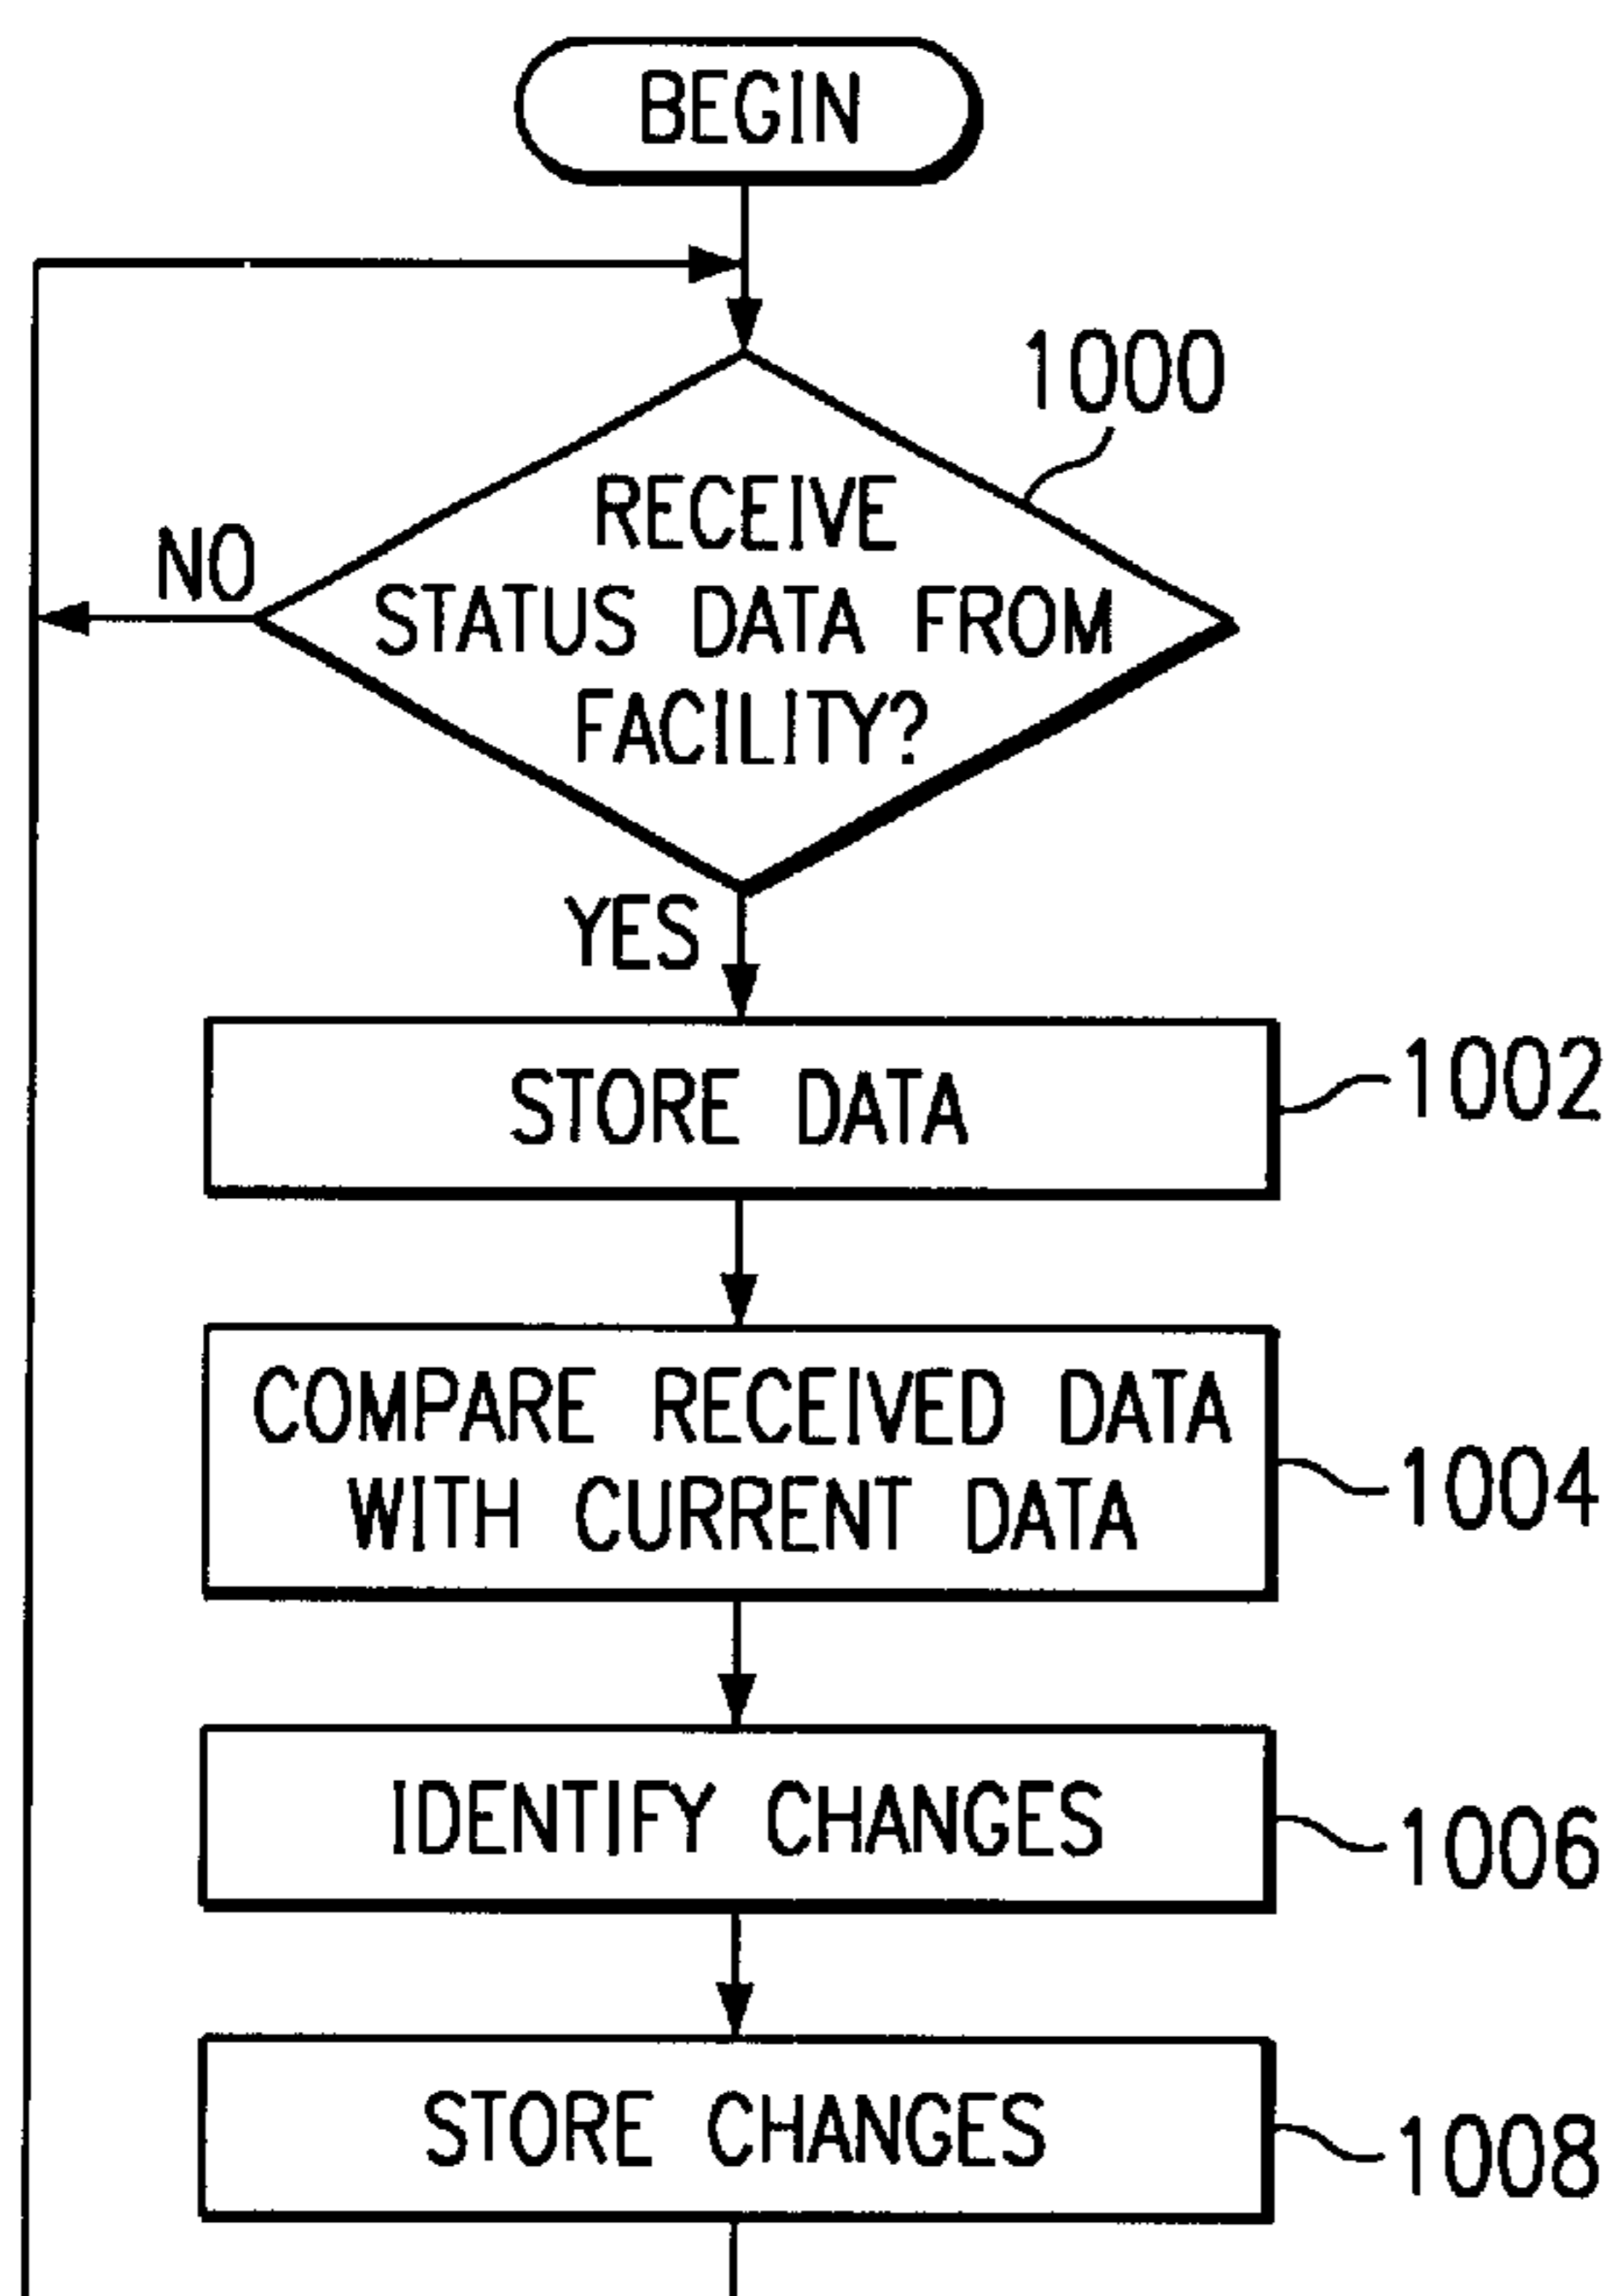 BEGIN
1000
RECEIVE
STATUS DATA FROM
FACILITY?
NO
YES
STORE DATA
1002
COMPARE RECEIVED DATA
WITH CURRENT DATA
1004
IDENTIFY CHANGES
1006
STORE CHANGES
1008